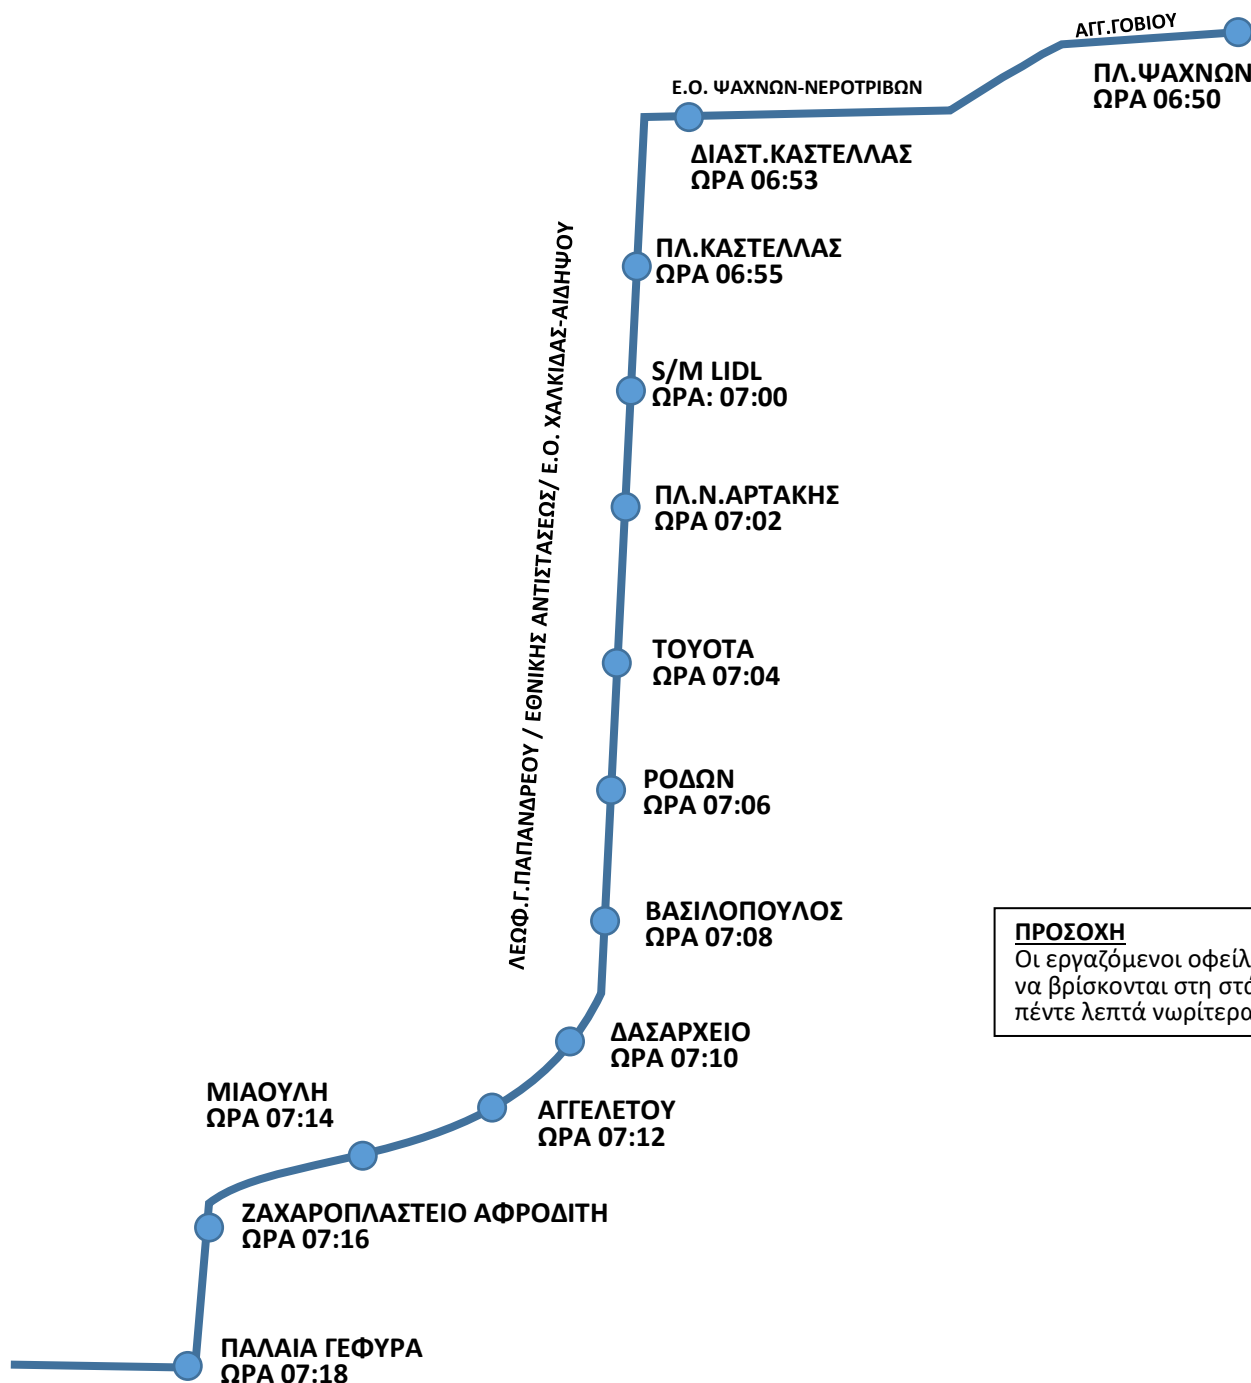 ΑΓΓ.ΓΟΒΙΟΥ
ΠΛ.ΨΑΧΝΩΝ
ΩΡΑ 06:50
Ε.Ο. ΨΑΧΝΩΝ-ΝΕΡΟΤΡΙΒΩΝ
ΔΙΑΣΤ.ΚΑΣΤΕΛΛΑΣ
ΩΡΑ 06:53
ΠΛ.ΚΑΣΤΕΛΛΑΣ
ΩΡΑ 06:55
ΛΕΩΦ.Γ.ΠΑΠΑΝΔΡΕΟΥ / ΕΘΝΙΚΗΣ ΑΝΤΙΣΤΑΣΕΩΣ/ Ε.Ο. ΧΑΛΚΙΔΑΣ-ΑΙΔΗΨΟΥ
S/M LIDL
ΩΡΑ: 07:00
ΠΛ.Ν.ΑΡΤΑΚΗΣ
ΩΡΑ 07:02
TOYOTA
ΩΡΑ 07:04
ΡΟΔΩΝ
ΩΡΑ 07:06
ΒΑΣΙΛΟΠΟΥΛΟΣ
ΩΡΑ 07:08
ΠΡΟΣΟΧΗ
Οι εργαζόμενοι
να βρίσκονται στη
πέντε λεπτά νωρίτερα
ΔΑΣΑΡΧΕΙΟ
ΩΡΑ 07:10
ΑΓΓΕΛΕΤΟΥ
ΩΡΑ 07:12
ΜΙΑΟΥΛΗ
ΩΡΑ 07:14
ΖΑΧΑΡΟΠΛΑΣΤΕΙΟ ΑΦΡΟΔΙΤΗ
ΩΡΑ 07:16
ΠΑΛΑΙΑ ΓΕΦΥΡΑ
ΩΡΑ 07:18